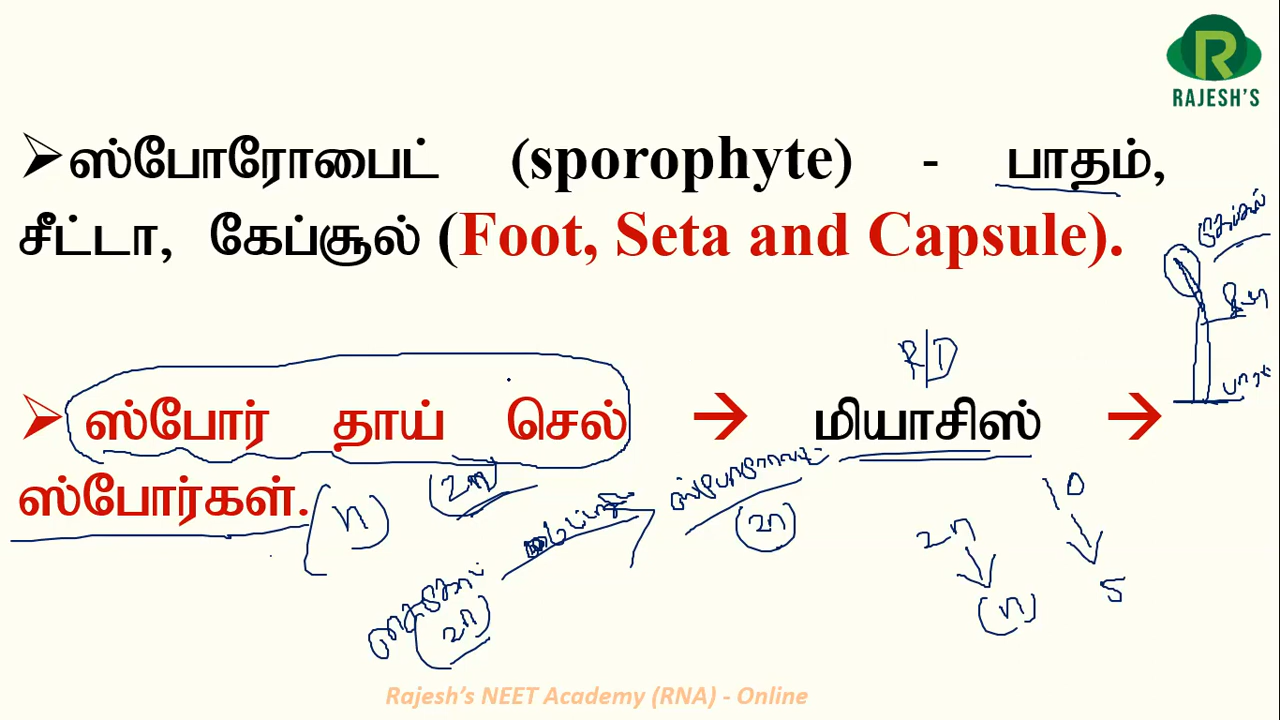 R
RAJESH'S
➤ஸ்போரோபைட் (sporophyte) - பாதம்,
சீட்டா, கேப்சூல் (Foot, Seta and Capsule).
R|D
➤ஸ்போர் தாய் செல் → மியாசிஸ் →
ஸ்போர்கள். (n)
2n
(2n)
10
2n
(n)
5
(2n)
Rajesh's NEET Academy (RNA) - Online